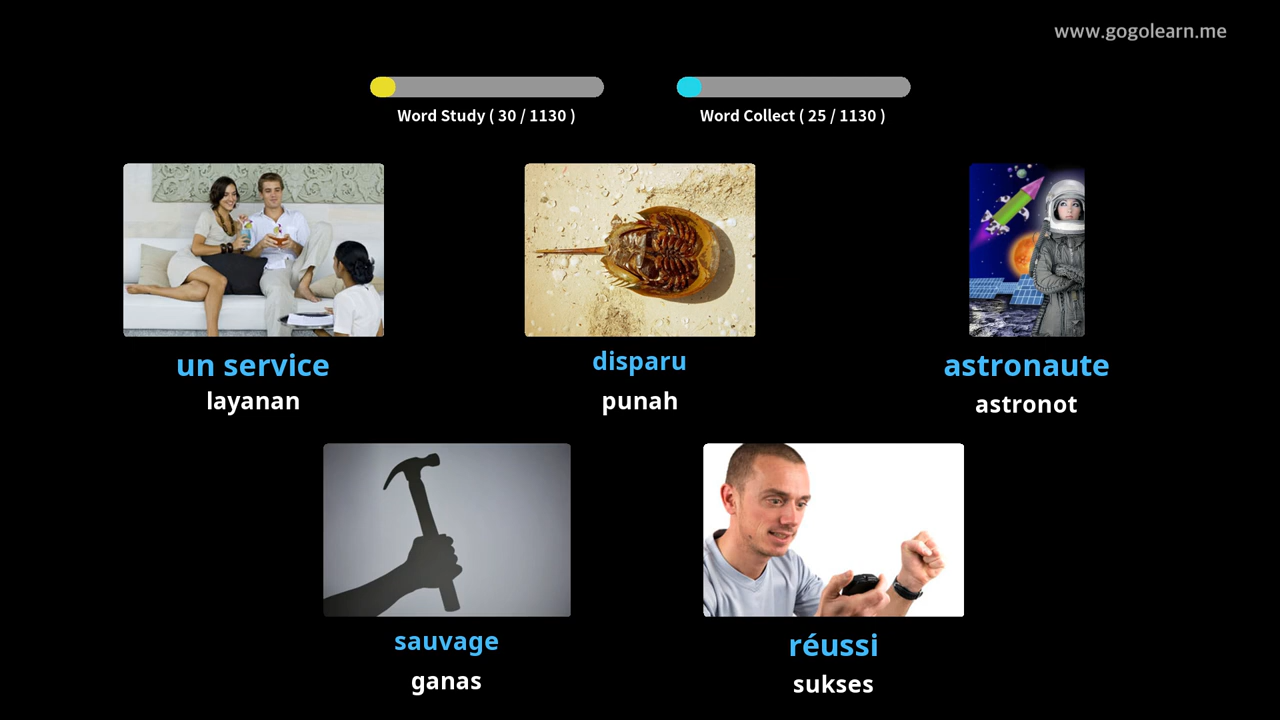 www.gogolearn.me
Word Study ( 30 / 1130 )
Word Collect ( 25 / 1130 )
un service
layanan
disparu
punah
astronaute
astronot
sauvage
ganas
réussi
sukses